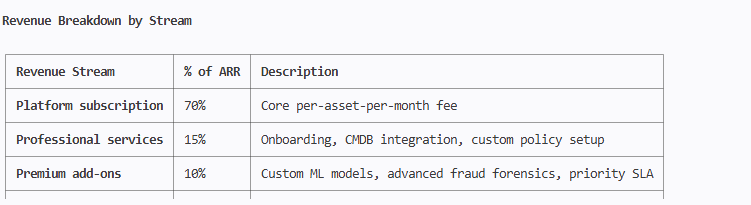 Revenue Breakdown by Stream
Revenue Stream % of ARR Description
Platform subscription 70% Core per-asset-per-month fee
Professional services 15% Onboarding, CMDB integration, custom policy setup
Premium add-ons 10% Custom ML models, advanced fraud forensics, priority SLA